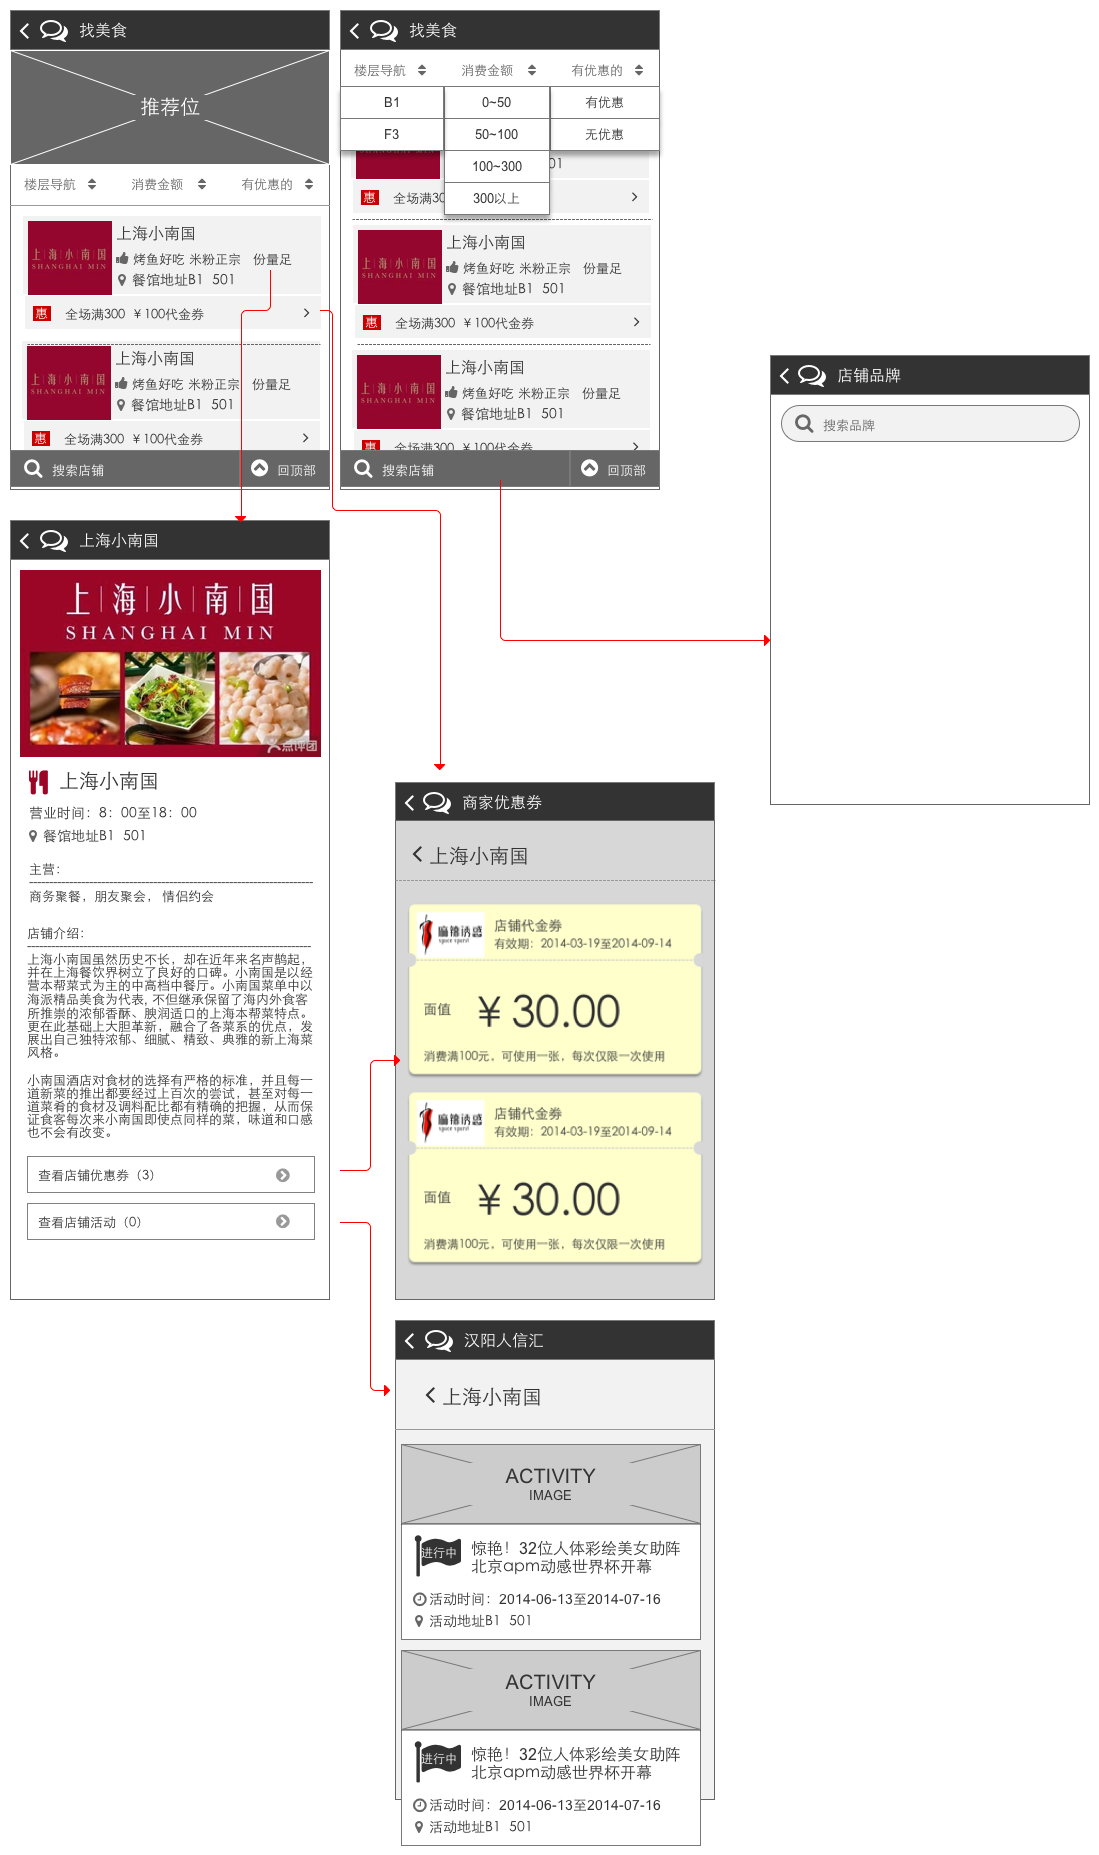 找美食
推荐位
楼层导航 消费金额 有优惠的
上海小南国
上海小南国
SHANGHAI MIN
烤鱼好吃 米粉正宗 份量足
餐馆地址B1 501
惠 全场满300 ￥100代金券
上海小南国
上海小南国
SHANGHAI MIN
烤鱼好吃 米粉正宗 份量足
餐馆地址B1 501
惠 全场满300 ￥100代金券
搜索店铺 回顶部
找美食
楼层导航 消费金额 有优惠的
B1 0~50 有优惠
F3 50~100 无优惠
100~300
300以上
01
惠 全场满30
上海小南国
上海小南国
SHANGHAI MIN
烤鱼好吃 米粉正宗 份量足
餐馆地址B1 501
惠 全场满300 ￥100代金券
上海小南国
上海小南国
SHANGHAI MIN
烤鱼好吃 米粉正宗 份量足
餐馆地址B1 501
惠 全场满300 ￥100代金券
搜索店铺 回顶部
店铺品牌
搜索品牌
上海小南国
上海小南国
SHANGHAI MIN
点评团
上海小南国
营业时间：8：00至18：00
餐馆地址B1 501
主营：
商务聚餐，朋友聚会， 情侣约会
店铺介绍：
上海小南国虽然历史不长，却在近年来名声鹊起，
并在上海餐饮界树立了良好的口碑。小南国是以经
营本帮菜式为主的中高档中餐厅。小南国菜单中以
海派精品美食为代表, 不但继承保留了海内外食客
所推崇的浓郁香酥、腴润适口的上海本帮菜特点。
更在此基础上大胆革新，融合了各菜系的优点，发
展出自己独特浓郁、细腻、精致、典雅的新上海菜
风格。
小南国酒店对食材的选择有严格的标准，并且每一
道新菜的推出都要经过上百次的尝试，甚至对每一
道菜肴的食材及调料配比都有精确的把握，从而保
证食客每次来小南国即使点同样的菜，味道和口感
也不会有改变。
查看店铺优惠券（3）
查看店铺活动（0）
商家优惠券
上海小南国
麻辣诱惑
spice spirit
店铺代金券
有效期：2014-03-19至2014-09-14
面值 ￥30.00
消费满100元，可使用一张，每次仅限一次使用
麻辣诱惑
spice spirit
店铺代金券
有效期：2014-03-19至2014-09-14
面值 ￥30.00
消费满100元，可使用一张，每次仅限一次使用
汉阳人信汇
上海小南国
ACTIVITY
IMAGE
进行中
惊艳！32位人体彩绘美女助阵
北京apm动感世界杯开幕
活动时间：2014-06-13至2014-07-16
活动地址B1 501
ACTIVITY
IMAGE
进行中
惊艳！32位人体彩绘美女助阵
北京apm动感世界杯开幕
活动时间：2014-06-13至2014-07-16
活动地址B1 501